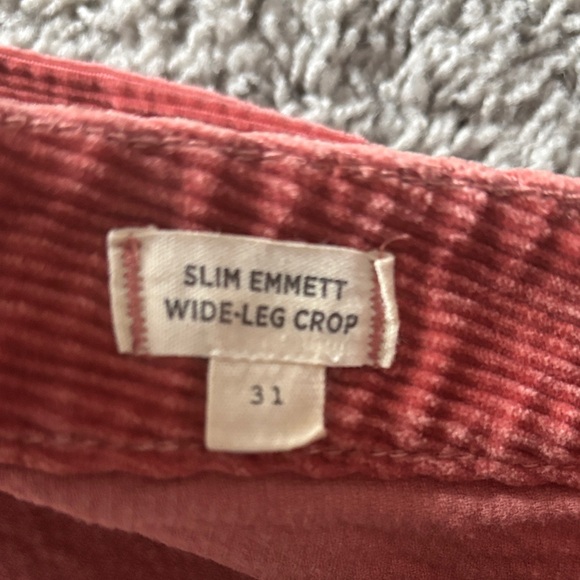 SLIM EMMETT
WIDE-LEG CROP
31